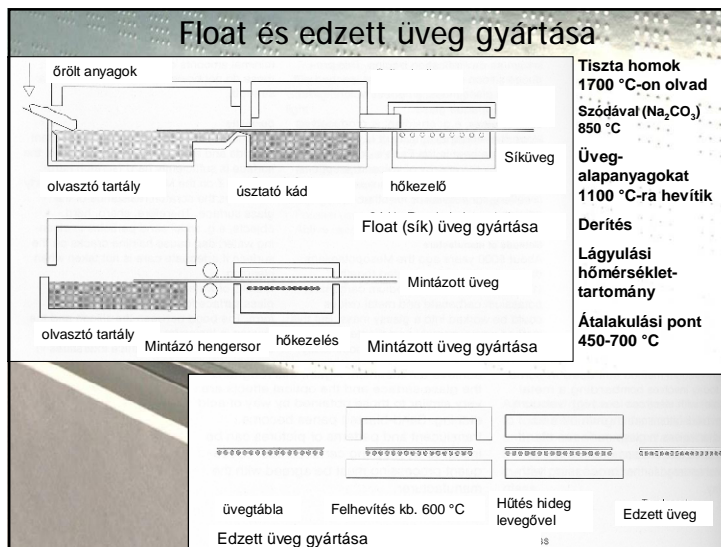 Float és edzett üveg gyártása
őrölt anyagok
olvasztó tartály
úsztató kád
hőkezelő
Síküveg
Float (sík) üveg gyártása
Mintázott üveg
olvasztó tartály
Mintázó hengersor
hőkezelés
Mintázott üveg gyártása
Tiszta homok
1700 °C-on olvad
Szódával (Na₂CO₃)
850 °C
Üveg-
alapanyagokat
1100 °C-ra hevítik
Derítés
Lágyulási
hőmérséklet-
tartomány
Átalakulási pont
450-700 °C
üvegtábla
Felhevítés kb. 600 °C
Hűtés hideg
levegővel
Edzett üveg
Edzett üveg gyártása